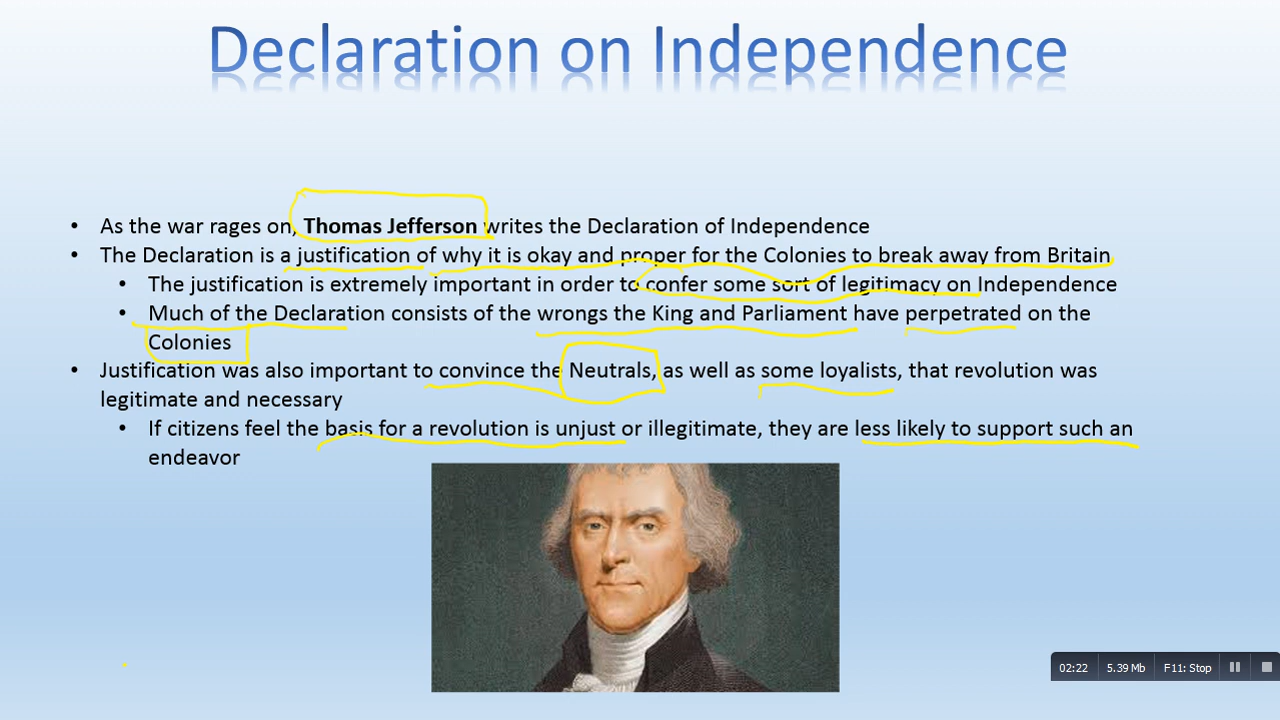 Declaration on Independence
• As the war rages on, Thomas Jefferson writes the Declaration of Independence
• The Declaration is a justification of why it is okay and proper for the Colonies to break away from Britain
• The justification is extremely important in order to confer some sort of legitimacy on Independence
• Much of the Declaration consists of the wrongs the King and Parliament have perpetrated on the
Colonies
• Justification was also important to convince the Neutrals, as well as some loyalists, that revolution was
legitimate and necessary
• If citizens feel the basis for a revolution is unjust or illegitimate, they are less likely to support such an
endeavor
02:22 5.39 Mb F11: Stop